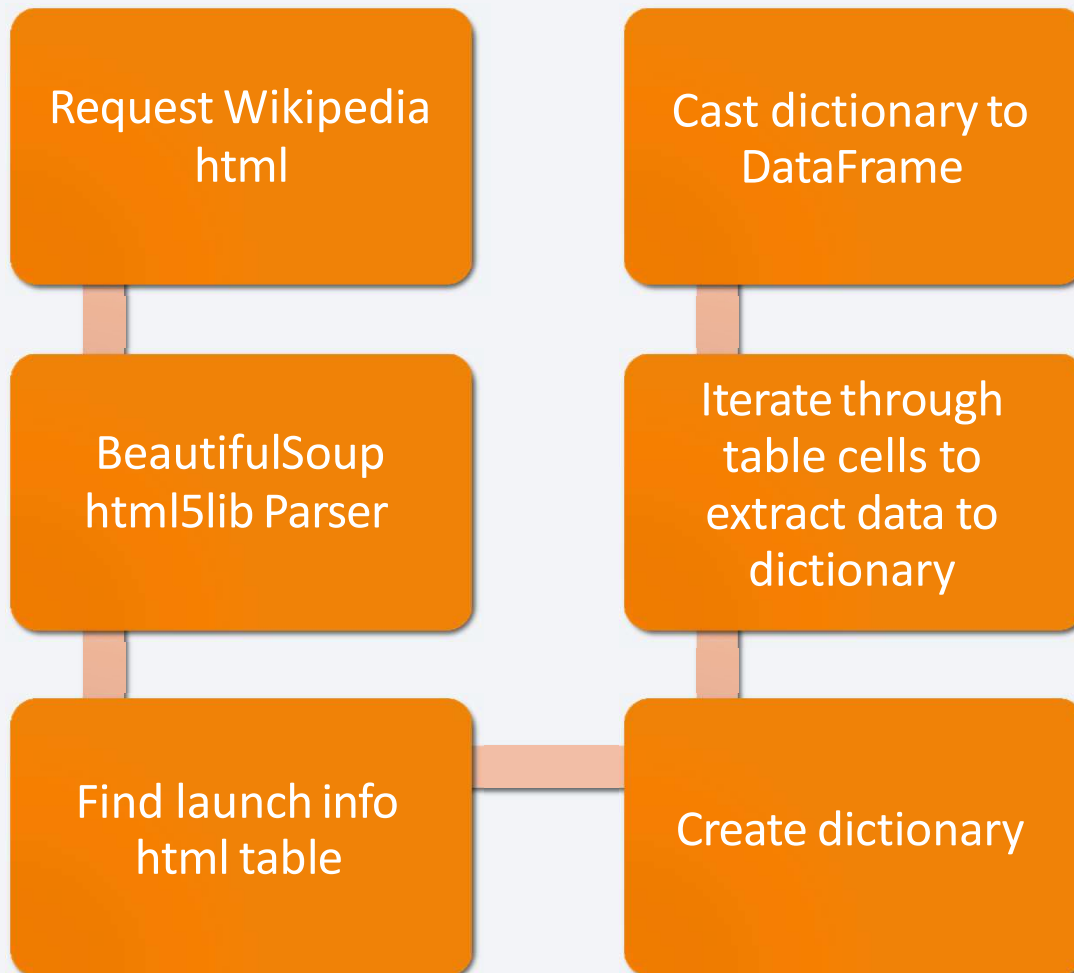 Request Wikipedia
html
BeautifulSoup
html5lib Parser
Find launch info
html table
Create dictionary
Iterate through
table cells to
extract data to
dictionary
Cast dictionary to
DataFrame